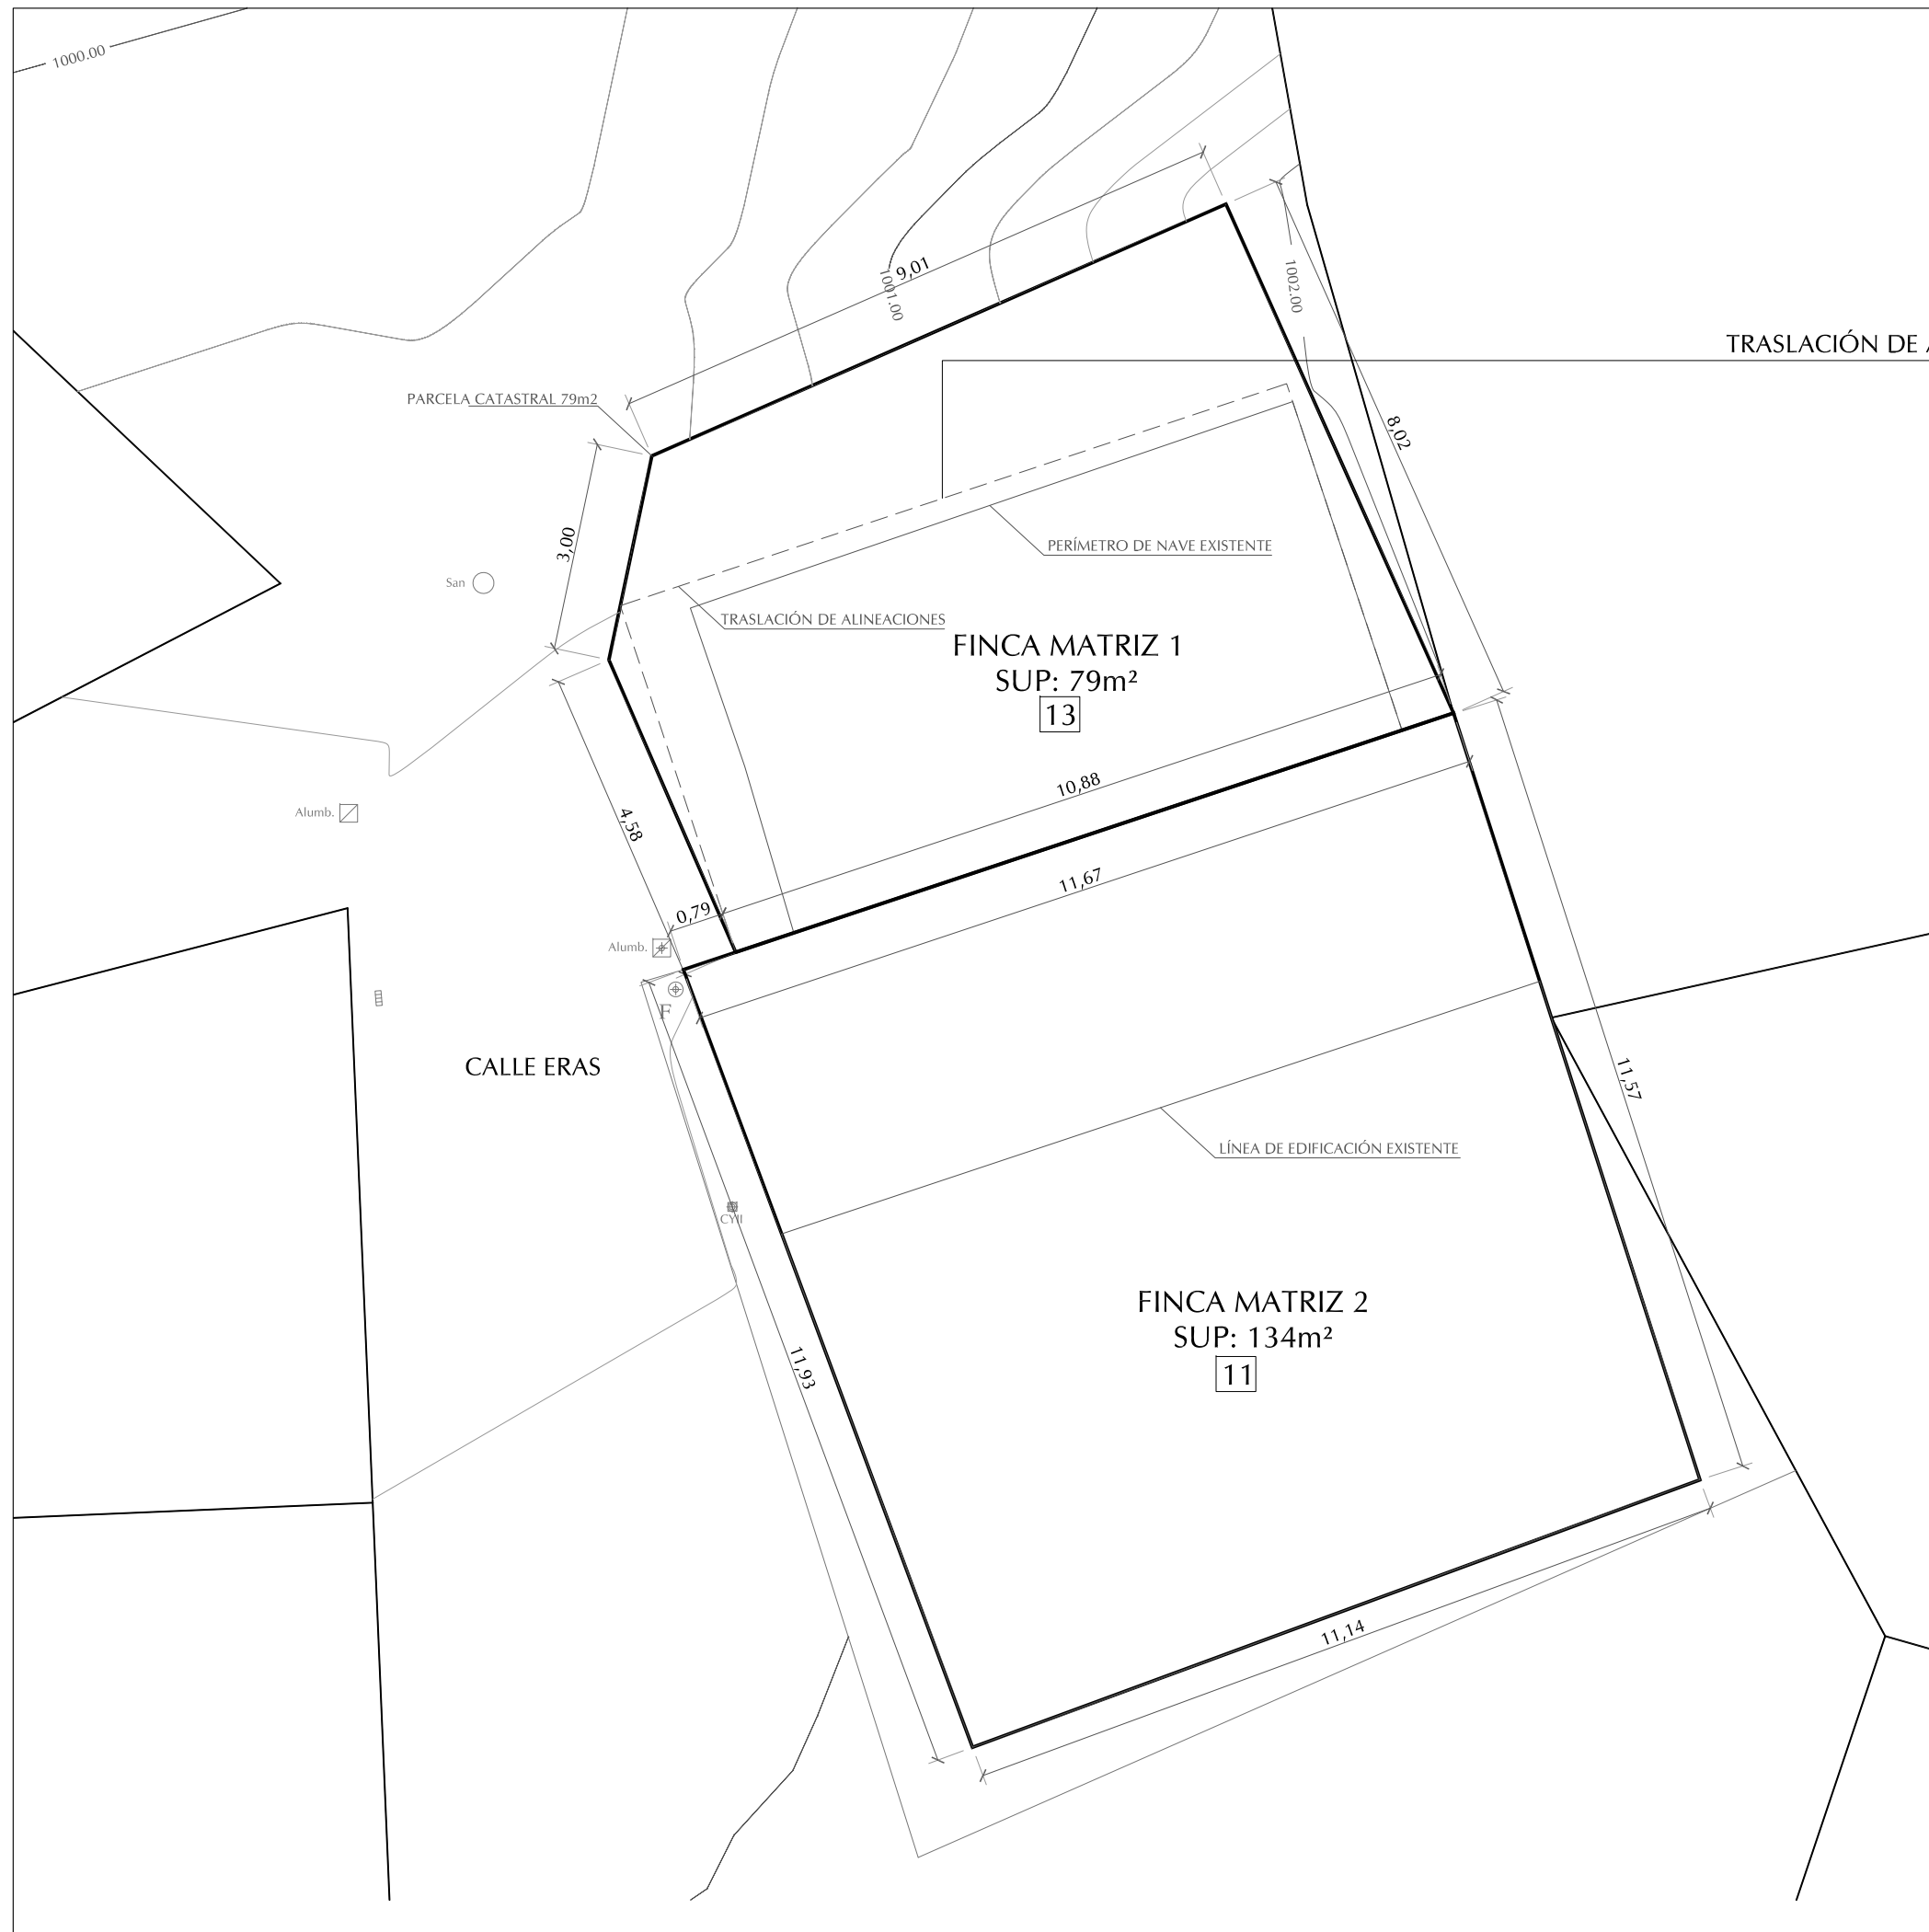 1000.00
9,01
1001.00
1002.00
TRASLACIÓN DE
PARCELA CATASTRAL 79m2
8,02
3,00
PERÍMETRO DE NAVE EXISTENTE
San
TRASLACIÓN DE ALINEACIONES
FINCA MATRIZ 1
SUP: 79m²
13
10,88
Alumb.
4,58
11,67
0,79
Alumb.
F
CALLE ERAS
11,57
LÍNEA DE EDIFICACIÓN EXISTENTE
CYII
FINCA MATRIZ 2
SUP: 134m²
11
11,93
11,14